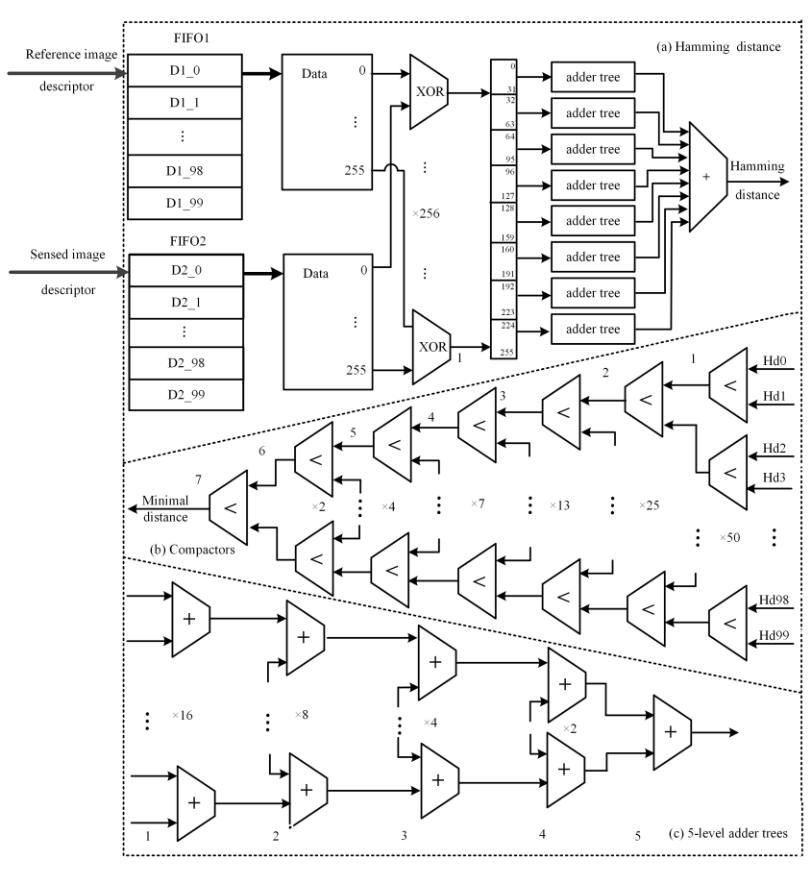 FIFO1
(a) Hamming distance
Reference image
descriptor
D1_0
D1_1
⋮
D1_98
D1_99
Data
0
⋮
255
XOR
⋮
×256
⋮
0
31
32
63
64
95
96
127
128
159
160
191
192
223
224
255
adder tree
adder tree
adder tree
adder tree
adder tree
adder tree
adder tree
adder tree
+
Hamming
distance
FIFO2
Sensed image
descriptor
D2_0
D2_1
⋮
D2_98
D2_99
Data
0
⋮
255
XOR
1
Hd0
Hd1
Hd2
Hd3
1
2
3
4
5
6
7
<
<
<
<
<
<
<
<
Minimal
distance
×2
×4
×7
×13
×25
×50
(b) Compactors
<
<
<
<
<
<
Hd98
Hd99
+
+
+
+
+
×16
×8
×4
×2
+
+
+
+
1
2
3
4
5
(c) 5-level adder trees